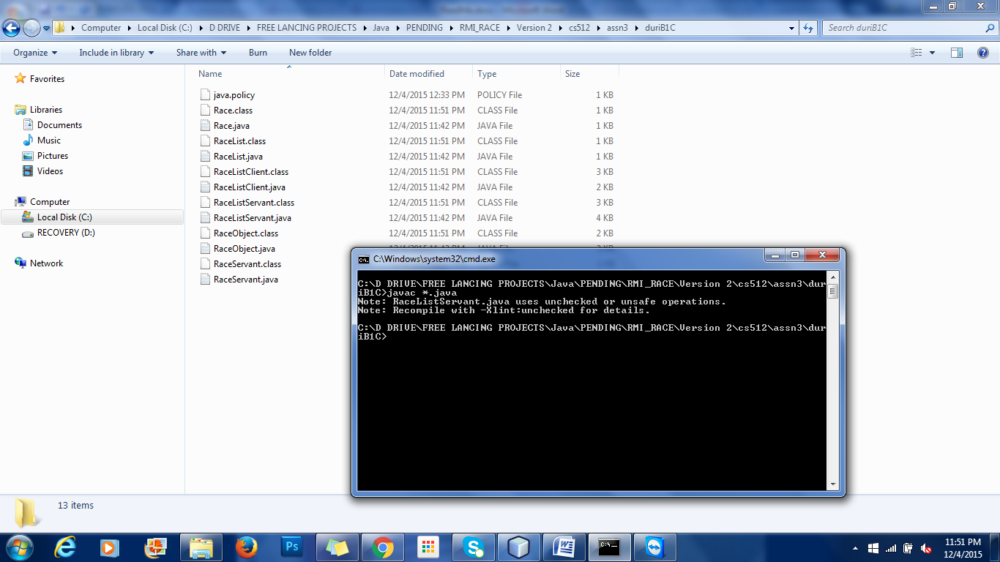 Computer ▸ Local Disk (C:) ▸ D DRIVE ▸ FREE LANCING PROJECTS ▸ Java ▸ PENDING ▸ RMI_RACE ▸ Version 2 ▸ cs512 ▸ assn3 ▸ duriB1C
Search duriB1C
Organize Include in library Share with Burn New folder
Favorites
Libraries
Documents
Music
Pictures
Videos
Computer
Local Disk (C:)
RECOVERY (D:)
Network
Name Date modified Type Size
java.policy 12/4/2015 12:33 PM POLICY File 1 KB
Race.class 12/4/2015 11:51 PM CLASS File 1 KB
Race.java 12/4/2015 11:42 PM JAVA File 1 KB
RaceList.class 12/4/2015 11:51 PM CLASS File 1 KB
RaceList.java 12/4/2015 11:42 PM JAVA File 1 KB
RaceListClient.class 12/4/2015 11:51 PM CLASS File 3 KB
RaceListClient.java 12/4/2015 11:42 PM JAVA File 2 KB
RaceListServant.class 12/4/2015 11:51 PM CLASS File 3 KB
RaceListServant.java 12/4/2015 11:42 PM JAVA File 4 KB
RaceObject.class 12/4/2015 11:51 PM CLASS File 2 KB
RaceObject.java
RaceServant.class
RaceServant.java
C:\Windows\system32\cmd.exe
C:\D DRIVE\FREE LANCING PROJECTS\Java\PENDING\RMI_RACE\Version 2\cs512\assn3\dur
iB1C>javac *.java
Note: RaceListServant.java uses unchecked or unsafe operations.
Note: Recompile with -Xlint:unchecked for details.
C:\D DRIVE\FREE LANCING PROJECTS\Java\PENDING\RMI_RACE\Version 2\cs512\assn3\dur
iB1C>
13 items
Ps
11:51 PM
12/4/2015